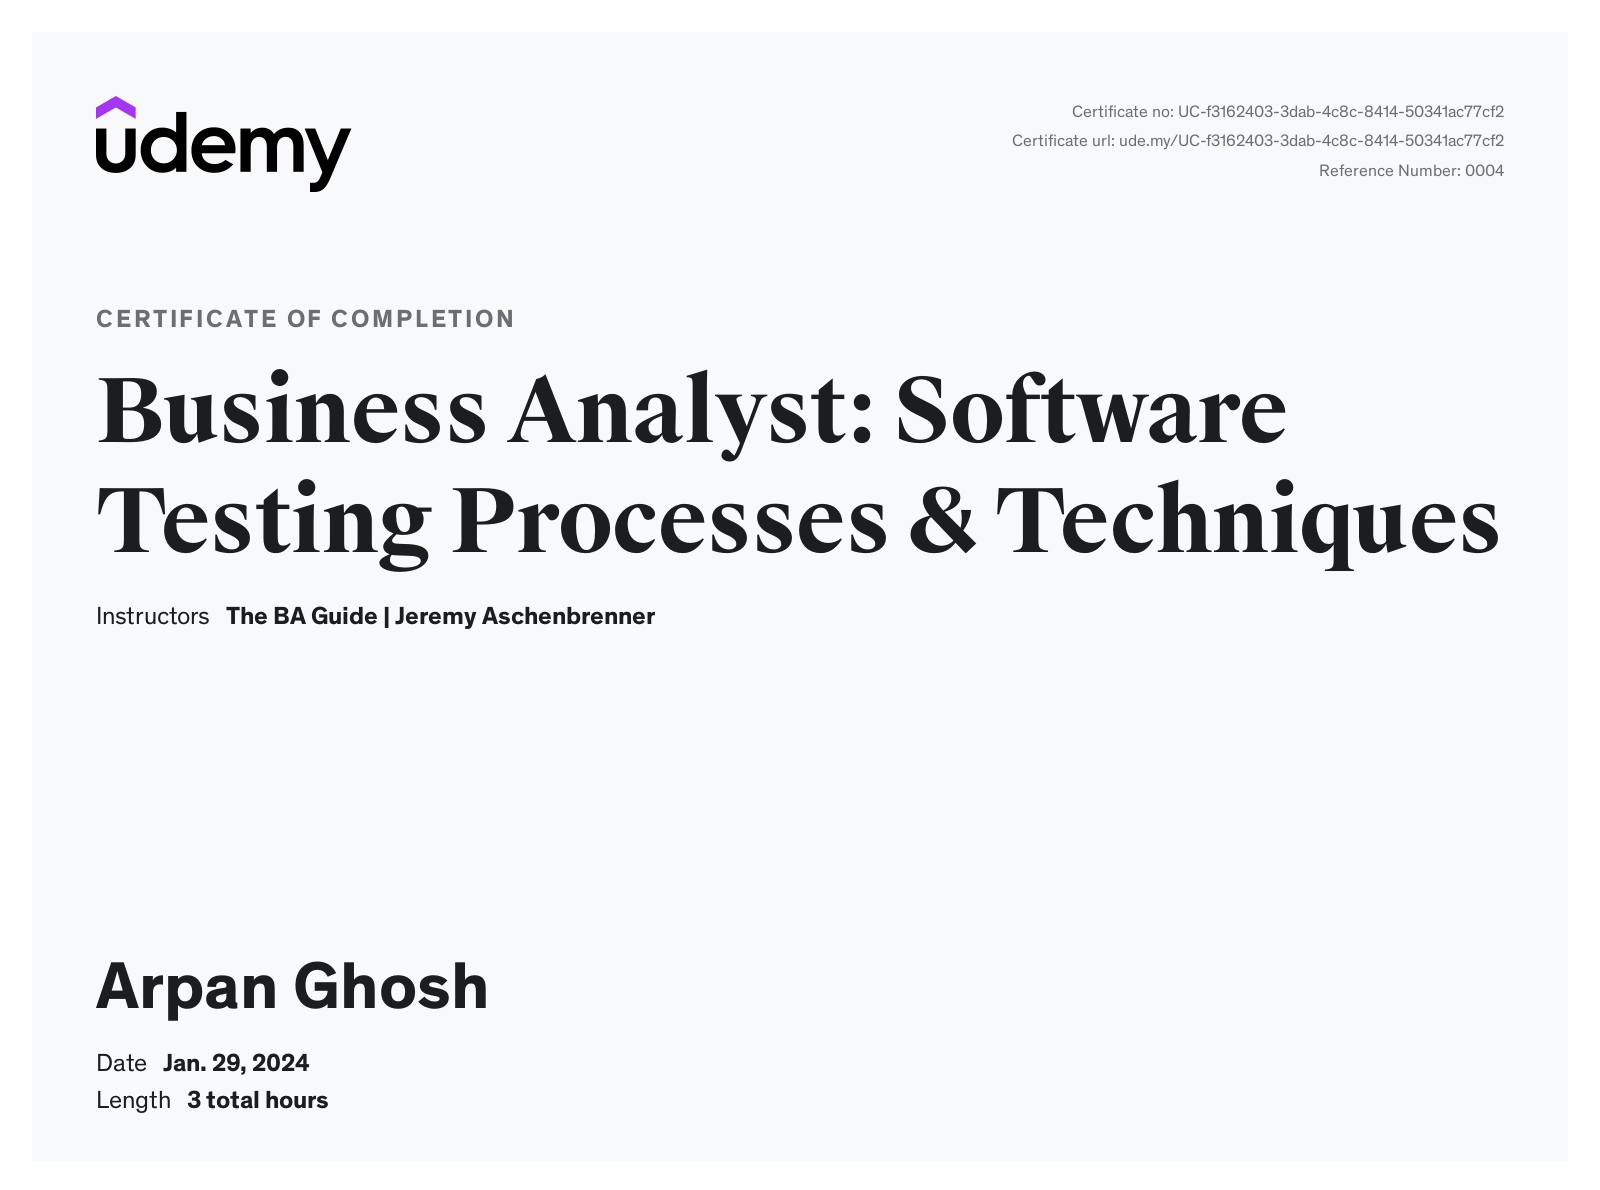 udemy
Certificate no: UC-f3162403-3dab-4c8c-8414-50341ac77cf2
Certificate url: ude.my/UC-f3162403-3dab-4c8c-8414-50341ac77cf2
Reference Number: 0004
CERTIFICATE OF COMPLETION
Business Analyst: Software
Testing Processes & Techniques
Instructors The BA Guide | Jeremy Aschenbrenner
Arpan Ghosh
Date Jan. 29, 2024
Length 3 total hours